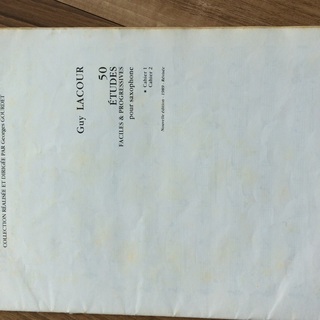 COLLECTION RÉALISÉE ET DIRIGÉE PAR Georges GOURDET
Guy LACOUR
50
ÉTUDES
FACILES & PROGRESSIVES
pour saxophone
• Cahier 1
Cahier 2
Nouvelle édition - 1989 - Révisée